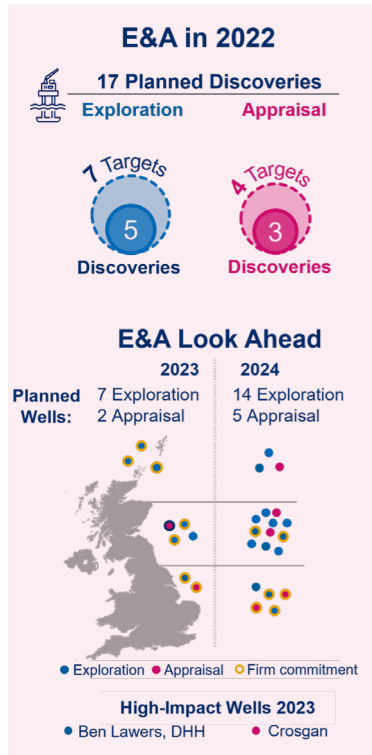 E&A in 2022
17 Planned Discoveries
Exploration Appraisal
7 Targets 4 Targets
5 3
Discoveries Discoveries
E&A Look Ahead
2023 2024
Planned 7 Exploration 14 Exploration
Wells: 2 Appraisal 5 Appraisal
Exploration Appraisal Firm commitment
High-Impact Wells 2023
Ben Lawers, DHH Crosgan